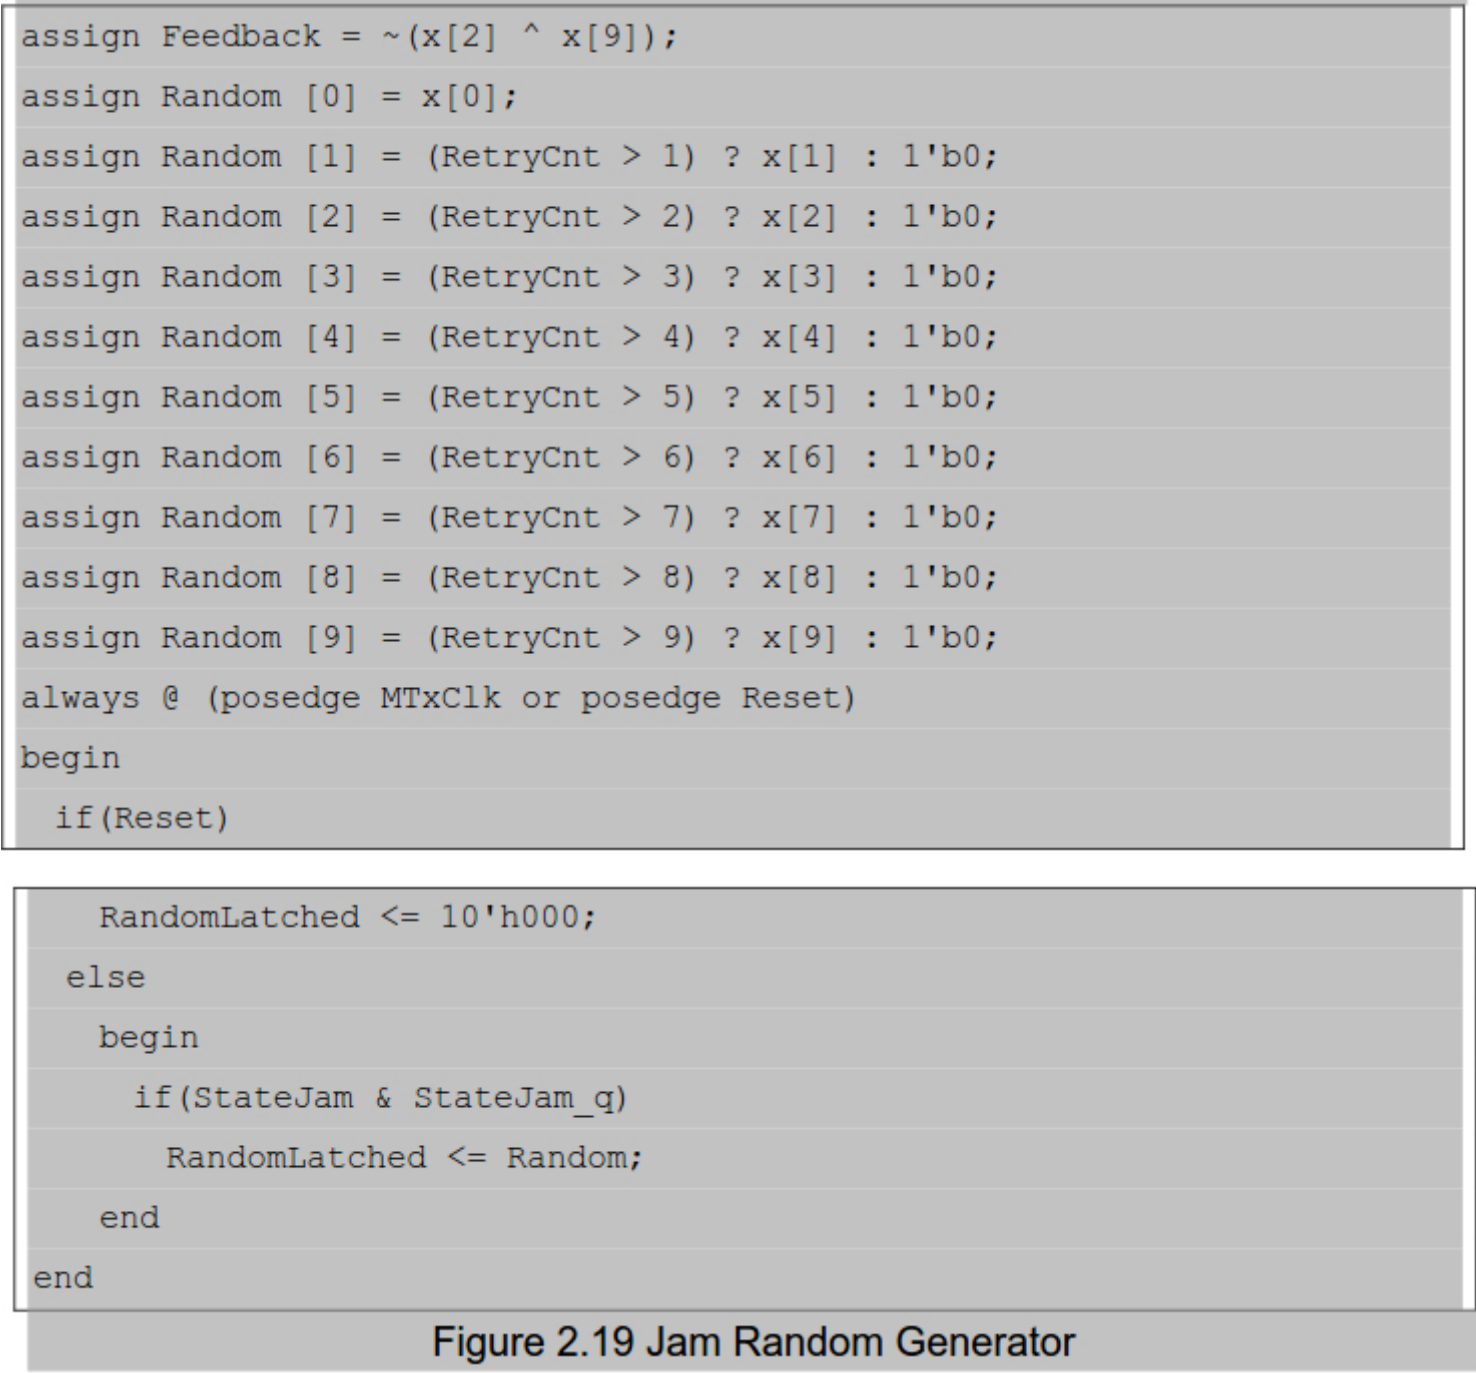 assign Feedback = ~(x[2] ^ x[9]);
assign Random [0] = x[0];
assign Random [1] = (RetryCnt > 1) ? x[1] : 1'b0;
assign Random [2] = (RetryCnt > 2) ? x[2] : 1'b0;
assign Random [3] = (RetryCnt > 3) ? x[3] : 1'b0;
assign Random [4] = (RetryCnt > 4) ? x[4] : 1'b0;
assign Random [5] = (RetryCnt > 5) ? x[5] : 1'b0;
assign Random [6] = (RetryCnt > 6) ? x[6] : 1'b0;
assign Random [7] = (RetryCnt > 7) ? x[7] : 1'b0;
assign Random [8] = (RetryCnt > 8) ? x[8] : 1'b0;
assign Random [9] = (RetryCnt > 9) ? x[9] : 1'b0;
always @ (posedge MTxClk or posedge Reset)
begin
  if(Reset)
    RandomLatched <= 10'h000;
  else
    begin
      if(StateJam & StateJam_q)
        RandomLatched <= Random;
    end
end
Figure 2.19 Jam Random Generator